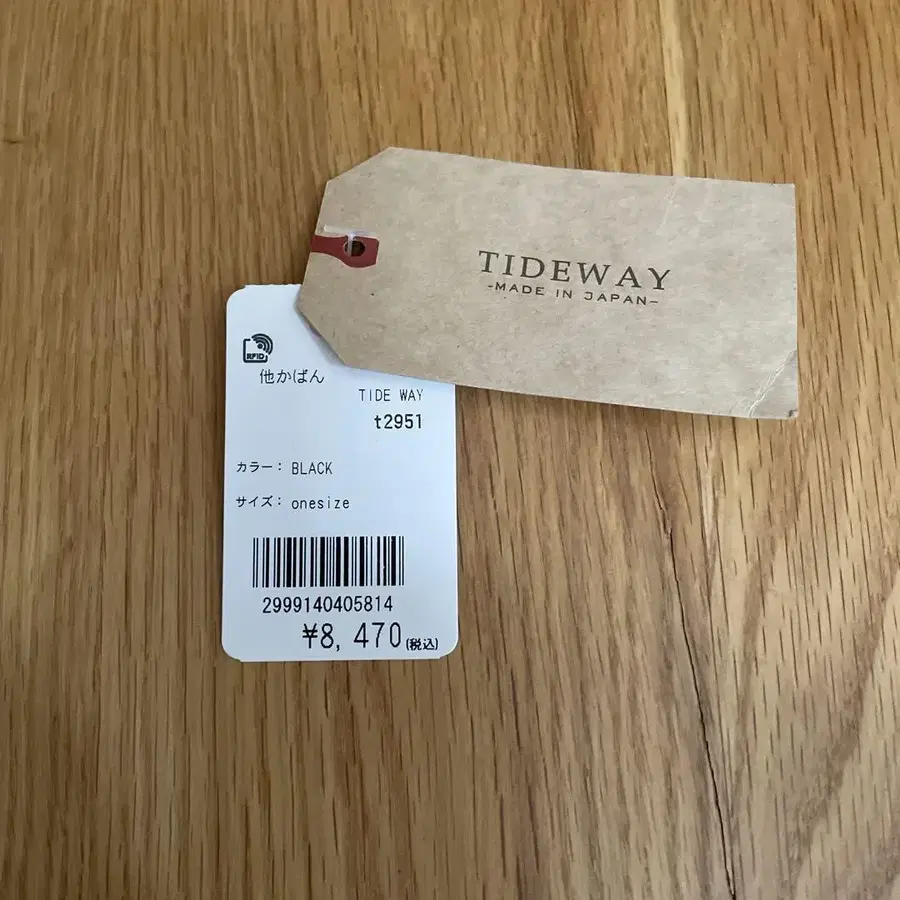 TIDEWAY
-MADE IN JAPAN-
RFID
他かばん
TIDE WAY
t2951
カラー: BLACK
サイズ: onesize
2999140405814
¥8,470(税込)